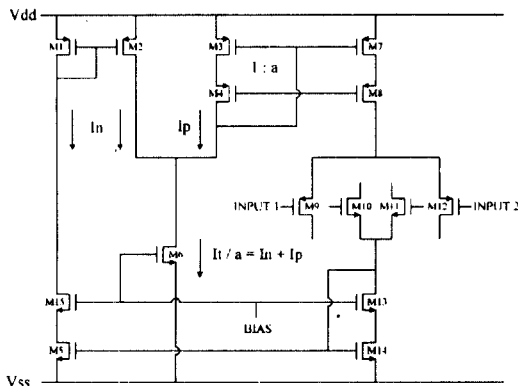 Vdd
M1
M2
M3
M7
1 : a
M4
M8
In
Ip
INPUT 1
M9
M10
M11
M12
INPUT 2
M6
It / a = In + Ip
M15
M13
BIAS
M5
M14
Vss